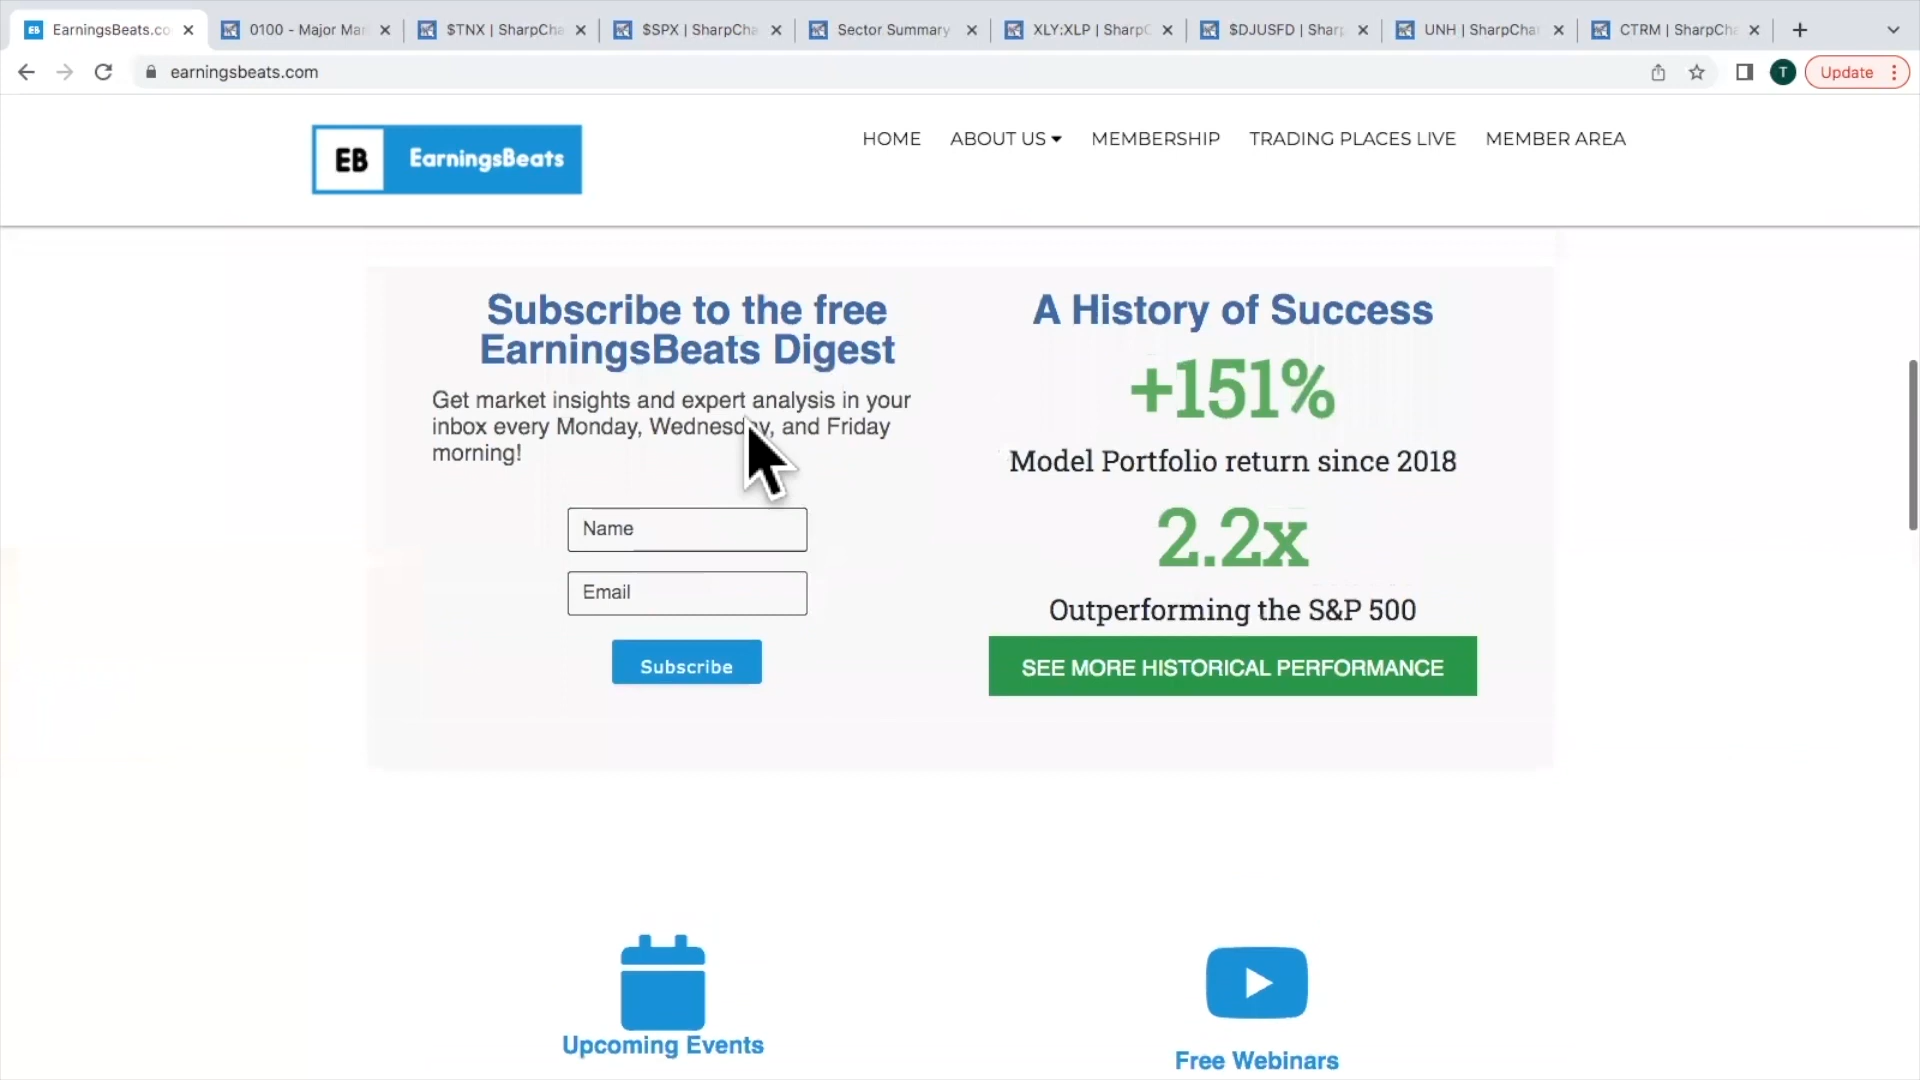 EarningsBeats.co
0100 - Major Mar
$TNX | SharpCha
$SPX | SharpCha
Sector Summary
XLY:XLP | SharpC
$DJUSFD | Sharp
UNH | SharpChar
CTRM | SharpCha
earningsbeats.com
T
Update
EB
EarningsBeats
HOME
ABOUT US
MEMBERSHIP
TRADING PLACES LIVE
MEMBER AREA
Subscribe to the free
EarningsBeats Digest
Get market insights and expert analysis in your
inbox every Monday, Wednesday, and Friday
morning!
Name
Email
Subscribe
A History of Success
+151%
Model Portfolio return since 2018
2.2x
Outperforming the S&P 500
SEE MORE HISTORICAL PERFORMANCE
Upcoming Events
Free Webinars